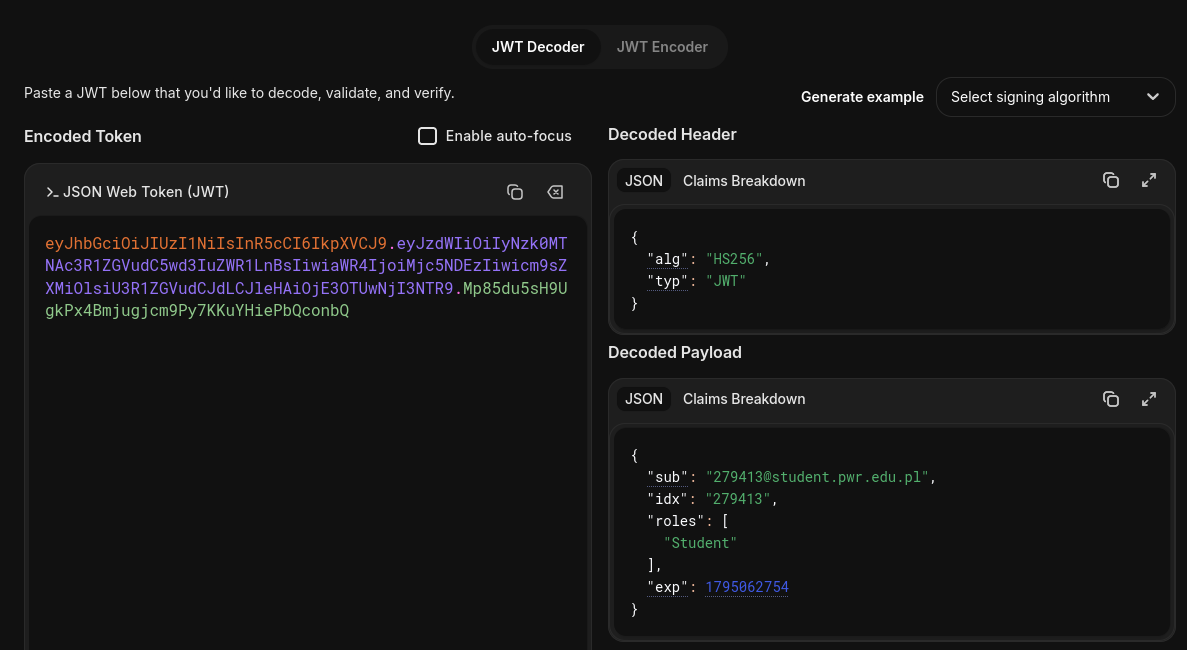 JWT Decoder JWT Encoder
Paste a JWT below that you'd like to decode, validate, and verify.
Generate example Select signing algorithm
Encoded Token Enable auto-focus
>_ JSON Web Token (JWT)
eyJhbGciOiJIUzI1NiIsInR5cCI6IkpXVCJ9.eyJzdWIiOiIyNzk0MT
NAc3R1ZGVudC5wd3IuZWR1LnBsIiwiaWR4IjoiMjc5NDEzIiwicm9sZ
XMiOlsiU3R1ZGVudCJdLCJleHAiOjE3OTUwNjI3NTR9.Mp85du5sH9U
gkPx4Bmjugjcm9Py7KKuYHiePbQconbQ
Decoded Header
JSON Claims Breakdown
{
"alg": "HS256",
"typ": "JWT"
}
Decoded Payload
JSON Claims Breakdown
{
"sub": "279413@student.pwr.edu.pl",
"idx": "279413",
"roles": [
"Student"
],
"exp": 1795062754
}